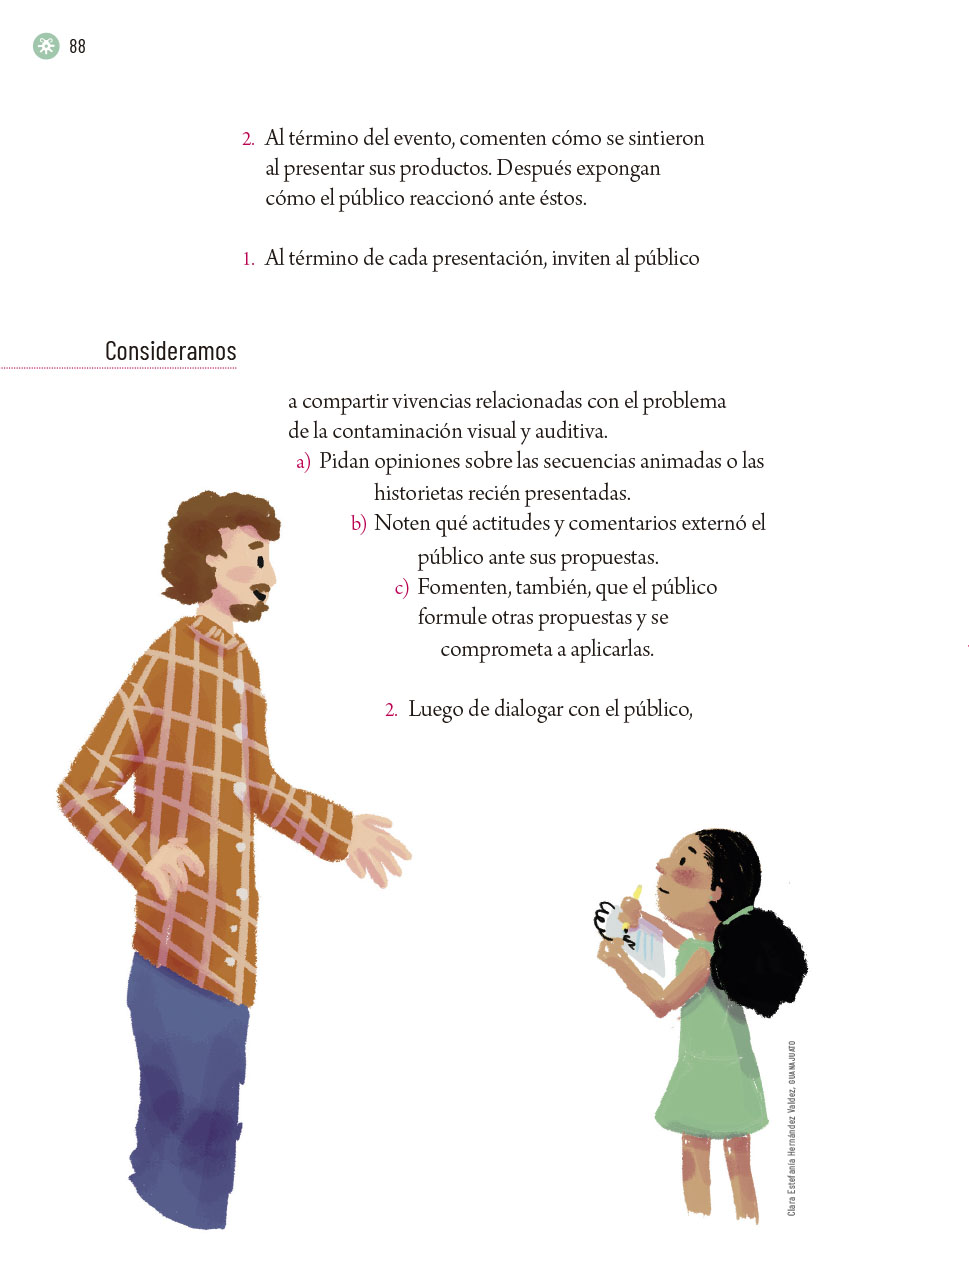 88
2. Al término del evento, comenten cómo se sintieron
al presentar sus productos. Después expongan
cómo el público reaccionó ante éstos.
1. Al término de cada presentación, inviten al público
Consideramos
a compartir vivencias relacionadas con el problema
de la contaminación visual y auditiva.
a) Pidan opiniones sobre las secuencias animadas o las
historietas recién presentadas.
b) Noten qué actitudes y comentarios externó el
público ante sus propuestas.
c) Fomenten, también, que el público
formule otras propuestas y se
comprometa a aplicarlas.
2. Luego de dialogar con el público,
Clara Estefanía Hernández Valdez, GUANAJUATO